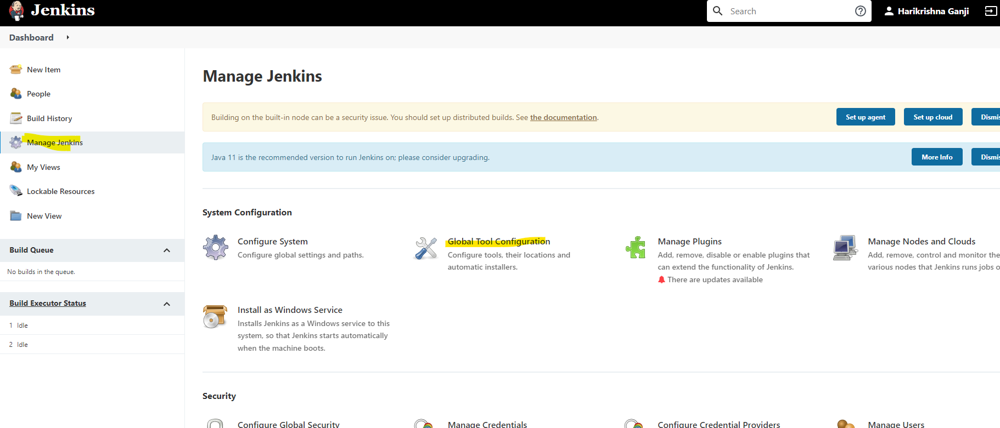 Jenkins
Search
Harikrishna Ganji
Dashboard
New Item
People
Build History
Manage Jenkins
My Views
Lockable Resources
New View
Build Queue
No builds in the queue.
Build Executor Status
1 Idle
2 Idle
Manage Jenkins
Building on the built-in node can be a security issue. You should set up distributed builds. See the documentation.
Set up agent
Set up cloud
Dismis
Java 11 is the recommended version to run Jenkins on; please consider upgrading.
More Info
Dismis
System Configuration
Configure System
Configure global settings and paths.
Global Tool Configuration
Configure tools, their locations and
automatic installers.
Manage Plugins
Add, remove, disable or enable plugins that
can extend the functionality of Jenkins.
There are updates available
Manage Nodes and Clouds
Add, remove, control and monitor the
various nodes that Jenkins runs jobs o
Install as Windows Service
Installs Jenkins as a Windows service to this
system, so that Jenkins starts automatically
when the machine boots.
Security
Configure Global Security
Manage Credentials
Configure Credential Providers
Manage Users